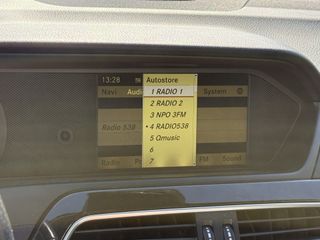 13:28 Autostore
Navi Audio System
1 RADIO 1
2 RADIO 2
3 NPO 3FM
Radio 538 • 4 RADIO538
5 Qmusic
6
7
Radio FM Sound